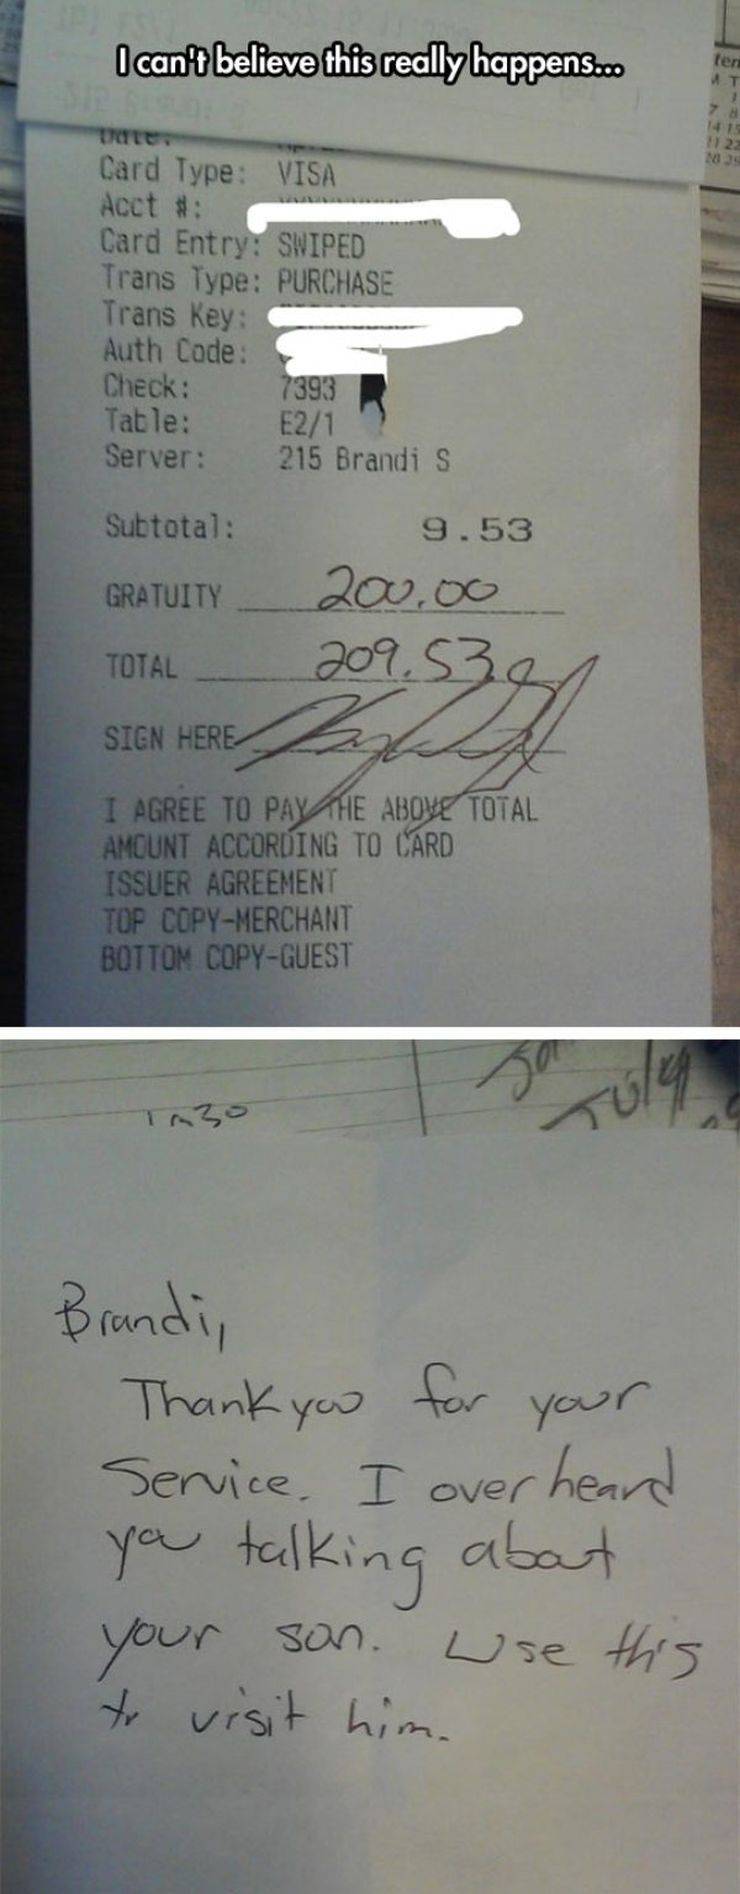 I can't believe this really happens...
Date:
Card Type: VISA
Acct #:
Card Entry: SWIPED
Trans Type: PURCHASE
Trans Key:
Auth Code:
Check: 7393
Table: E2/1
Server: 215 Brandi S
Subtotal: 9.53
GRATUITY 200.00
TOTAL 209.53
SIGN HERE
I AGREE TO PAY THE ABOVE TOTAL
AMOUNT ACCORDING TO CARD
ISSUER AGREEMENT
TOP COPY-MERCHANT
BOTTOM COPY-GUEST
Brandi,
Thank you for your
Service. I over heard
you talking about
your son. Use this
to visit him.